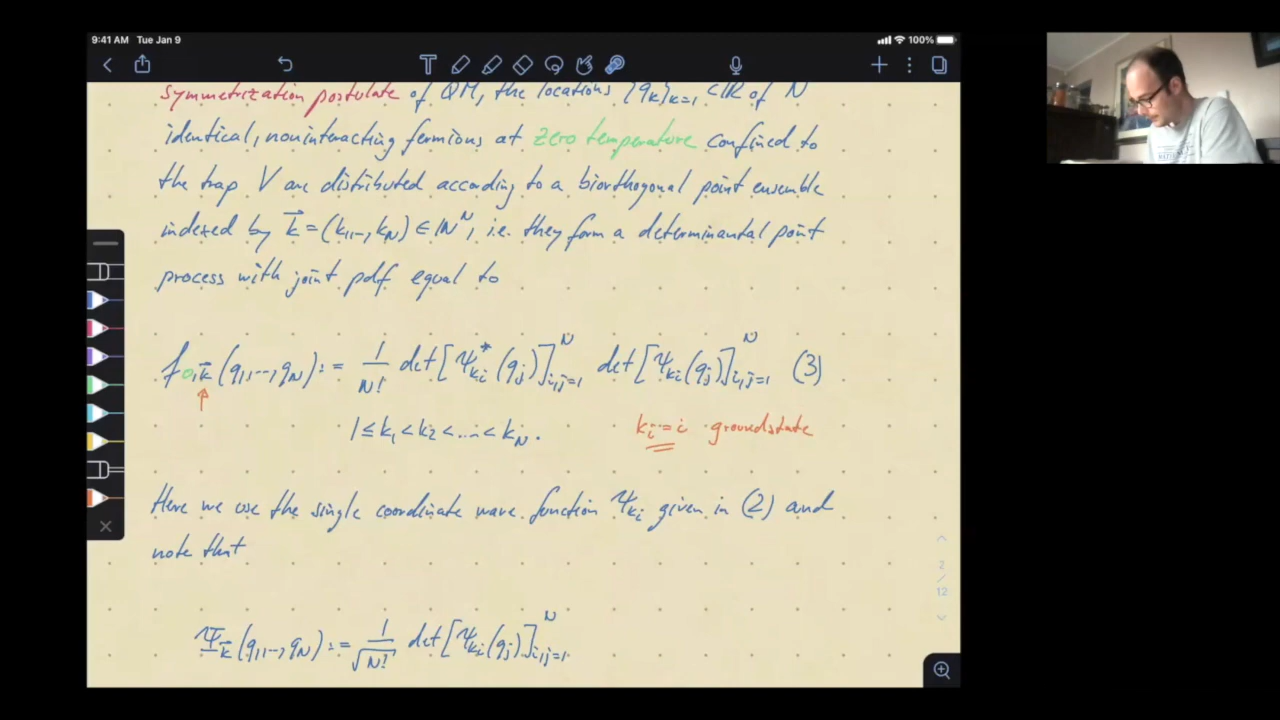 9:41 AM Tue Jan 9
100%
symmetrization postulate of QM, the locations {q_k}_{k=1} ⊂ ℝ of N
identical, noninteracting fermions at zero temperature confined to
the trap V are distributed according to a biorthogonal point ensemble
indexed by k⃗ = (k_1,...,k_N) ∈ ℕ^N, i.e. they form a determinantal point
process with joint pdf equal to
f_{0,k⃗}(q_1,...,q_N) := 1/N! det[ψ*_{k_i}(q_j)]_{i,j=1}^N det[ψ_{k_i}(q_j)]_{i,j=1}^N (3)
1 ≤ k_1 < k_2 < ... < k_N. k_i = i groundstate
Here we use the single coordinate wave function ψ_{k_i} given in (2) and
note that
2
/
12
Ψ_{k⃗}(q_1,...,q_N) := 1/√N! det[ψ_{k_i}(q_j)]_{i,j=1}^N